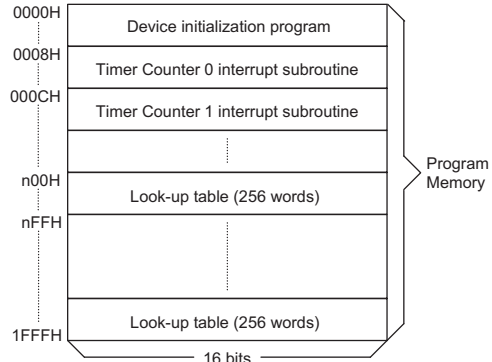 0000H
Device initialization program
0008H
Timer Counter 0 interrupt subroutine
000CH
Timer Counter 1 interrupt subroutine
n00H
Look-up table (256 words)
nFFH
Program
Memory
Look-up table (256 words)
1FFFH
16 bits